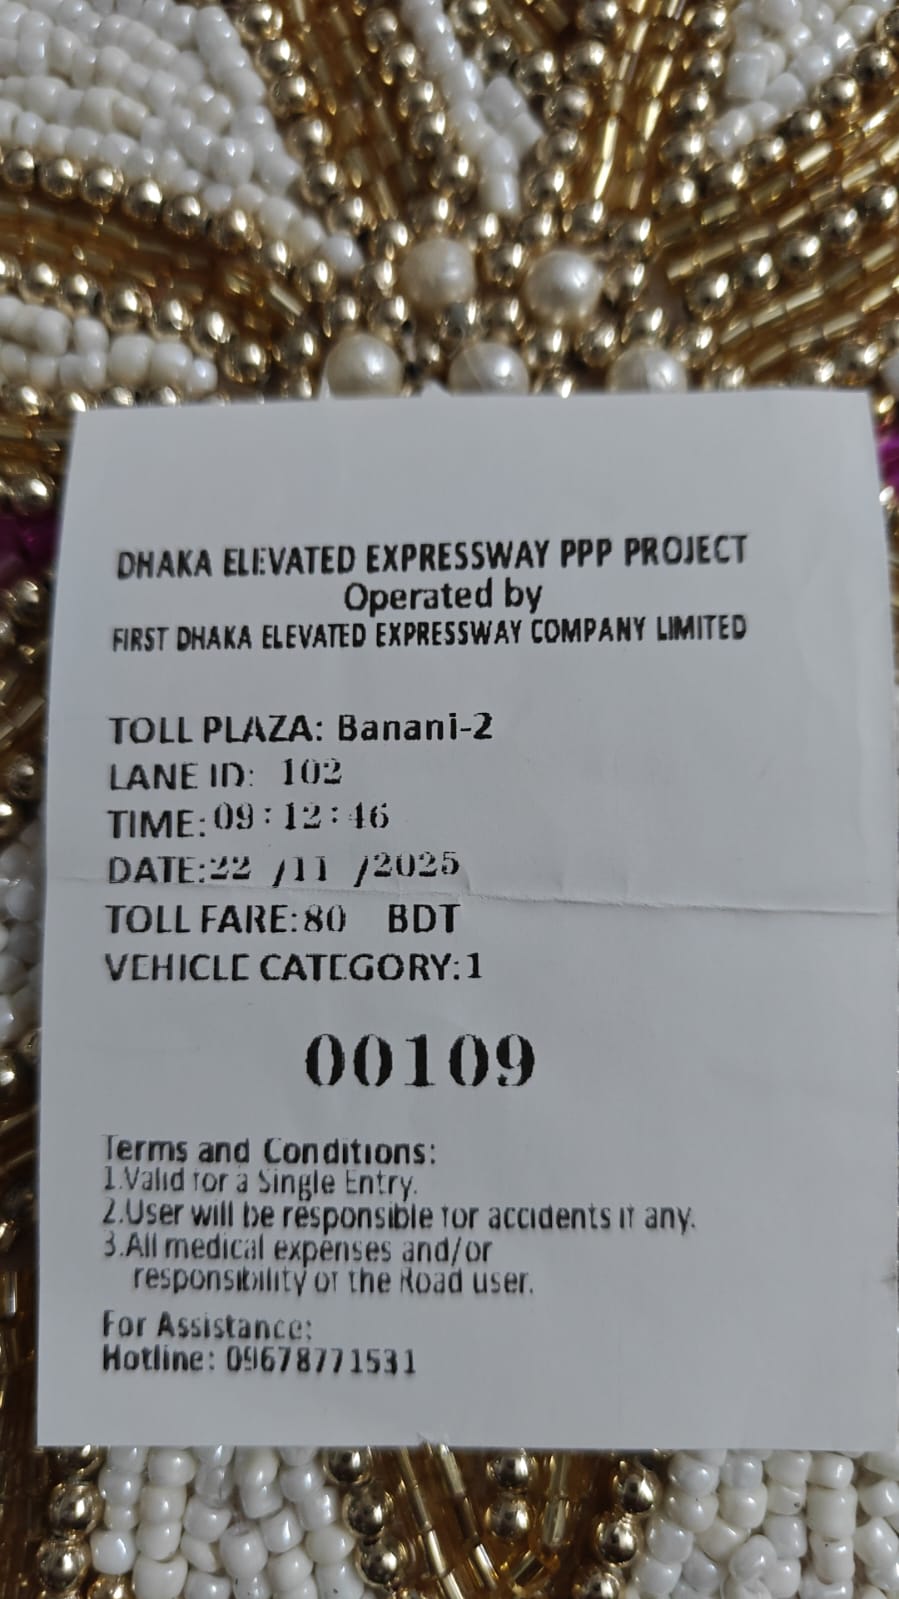 DHAKA ELEVATED EXPRESSWAY PPP PROJECT
Operated by
FIRST DHAKA ELEVATED EXPRESSWAY COMPANY LIMITED
TOLL PLAZA: Banani-2
LANE ID: 102
TIME:09:12:46
DATE:22 /11 /2025
TOLL FARE:80 BDT
VEHICLE CATEGORY:1
00109
Terms and Conditions:
1.Valid for a Single Entry.
2.User will be responsible for accidents if any.
3.All medical expenses and/or
responsibility of the Road user.
For Assistance:
Hotline: 09678771531